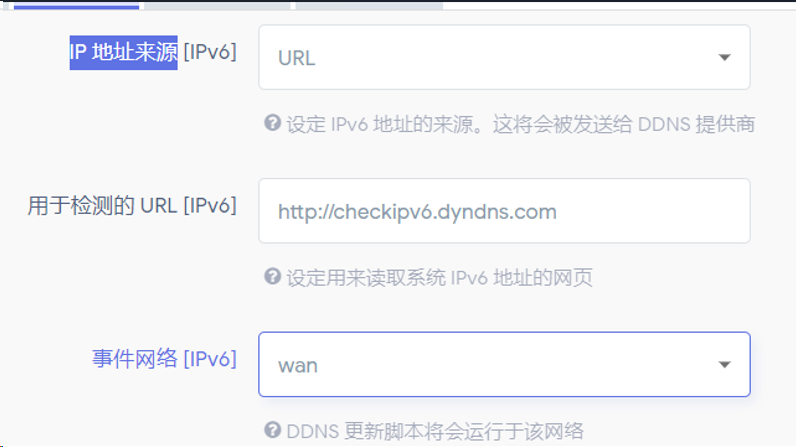 IP 地址来源 [IPv6]
URL
设定 IPv6 地址的来源。这将会被发送给 DDNS 提供商
用于检测的 URL [IPv6]
http://checkipv6.dyndns.com
设定用来读取系统 IPv6 地址的网页
事件网络 [IPv6]
wan
DDNS 更新脚本将会运行于该网络